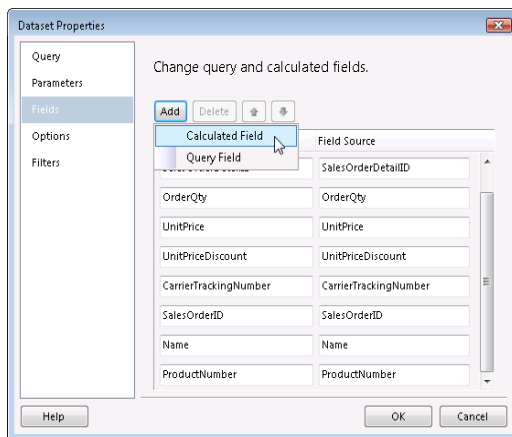 Dataset Properties
Query
Parameters
Fields
Options
Filters
Change query and calculated fields.
Add
Delete
Calculated Field
Query Field
Field Source
SalesOrderDetailID
OrderQty
OrderQty
UnitPrice
UnitPrice
UnitPriceDiscount
UnitPriceDiscount
CarrierTrackingNumber
CarrierTrackingNumber
SalesOrderID
SalesOrderID
Name
Name
ProductNumber
ProductNumber
Help
OK
Cancel